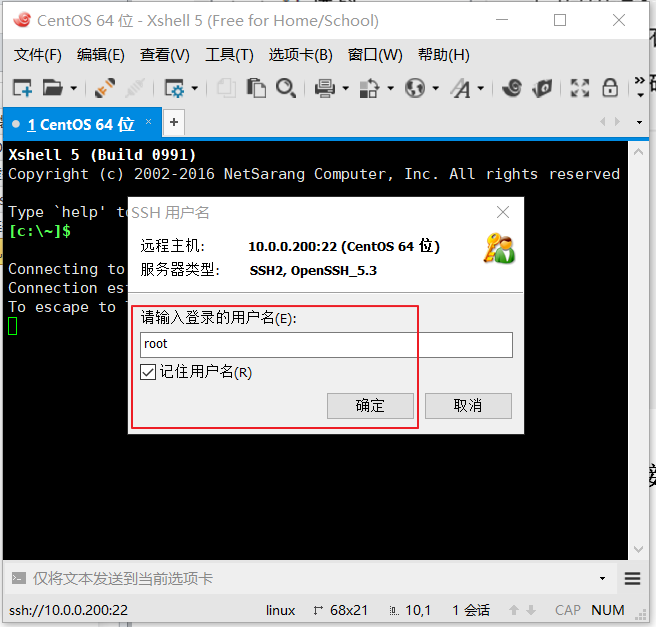 CentOS 64 位 - Xshell 5 (Free for Home/School)
文件(F) 编辑(E) 查看(V) 工具(T) 选项卡(B) 窗口(W) 帮助(H)
1 CentOS 64 位 × +
Xshell 5 (Build 0991)
Copyright (c) 2002-2016 NetSarang Computer, Inc. All rights reserved
Type `help' to
[c:\~]$
Connecting to
Connection est
To escape to
SSH 用户名
远程主机: 10.0.0.200:22 (CentOS 64 位)
服务器类型: SSH2, OpenSSH_5.3
请输入登录的用户名(E):
root
记住用户名(R)
确定 取消
仅将文本发送到当前选项卡
ssh://10.0.0.200:22 linux 68x21 10,1 1 会话 CAP NUM